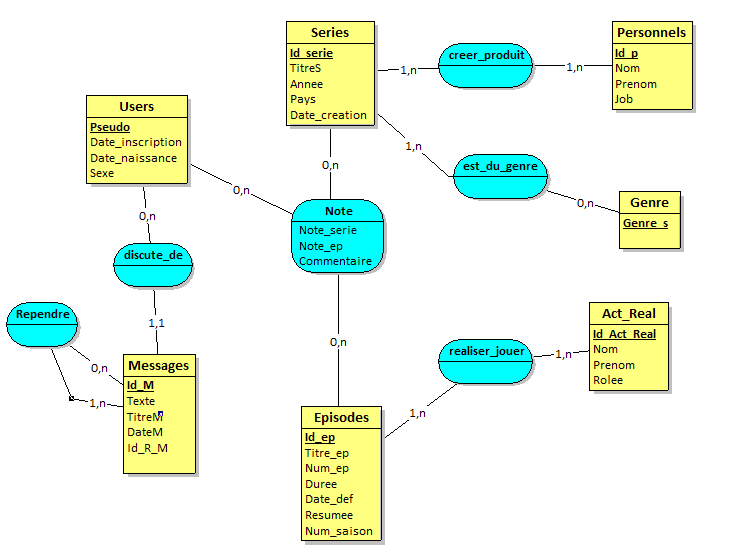 Series
Id_serie
TitreS
Annee
Pays
Date_creation
1,n
creer_produit
1,n
Personnels
Id_p
Nom
Prenom
Job
Users
Pseudo
Date_inscription
Date_naissance
Sexe
1,n
est_du_genre
0,n
Genre
Genre_s
0,n
0,n
Note
Note_serie
Note_ep
Commentaire
0,n
discute_de
1,1
Rependre
0,n
1,n
Messages
Id_M
Texte
TitreM
DateM
Id_R_M
0,n
realiser_jouer
1,n
1,n
Act_Real
Id_Act_Real
Nom
Prenom
Rolee
Episodes
Id_ep
Titre_ep
Num_ep
Duree
Date_def
Resumee
Num_saison